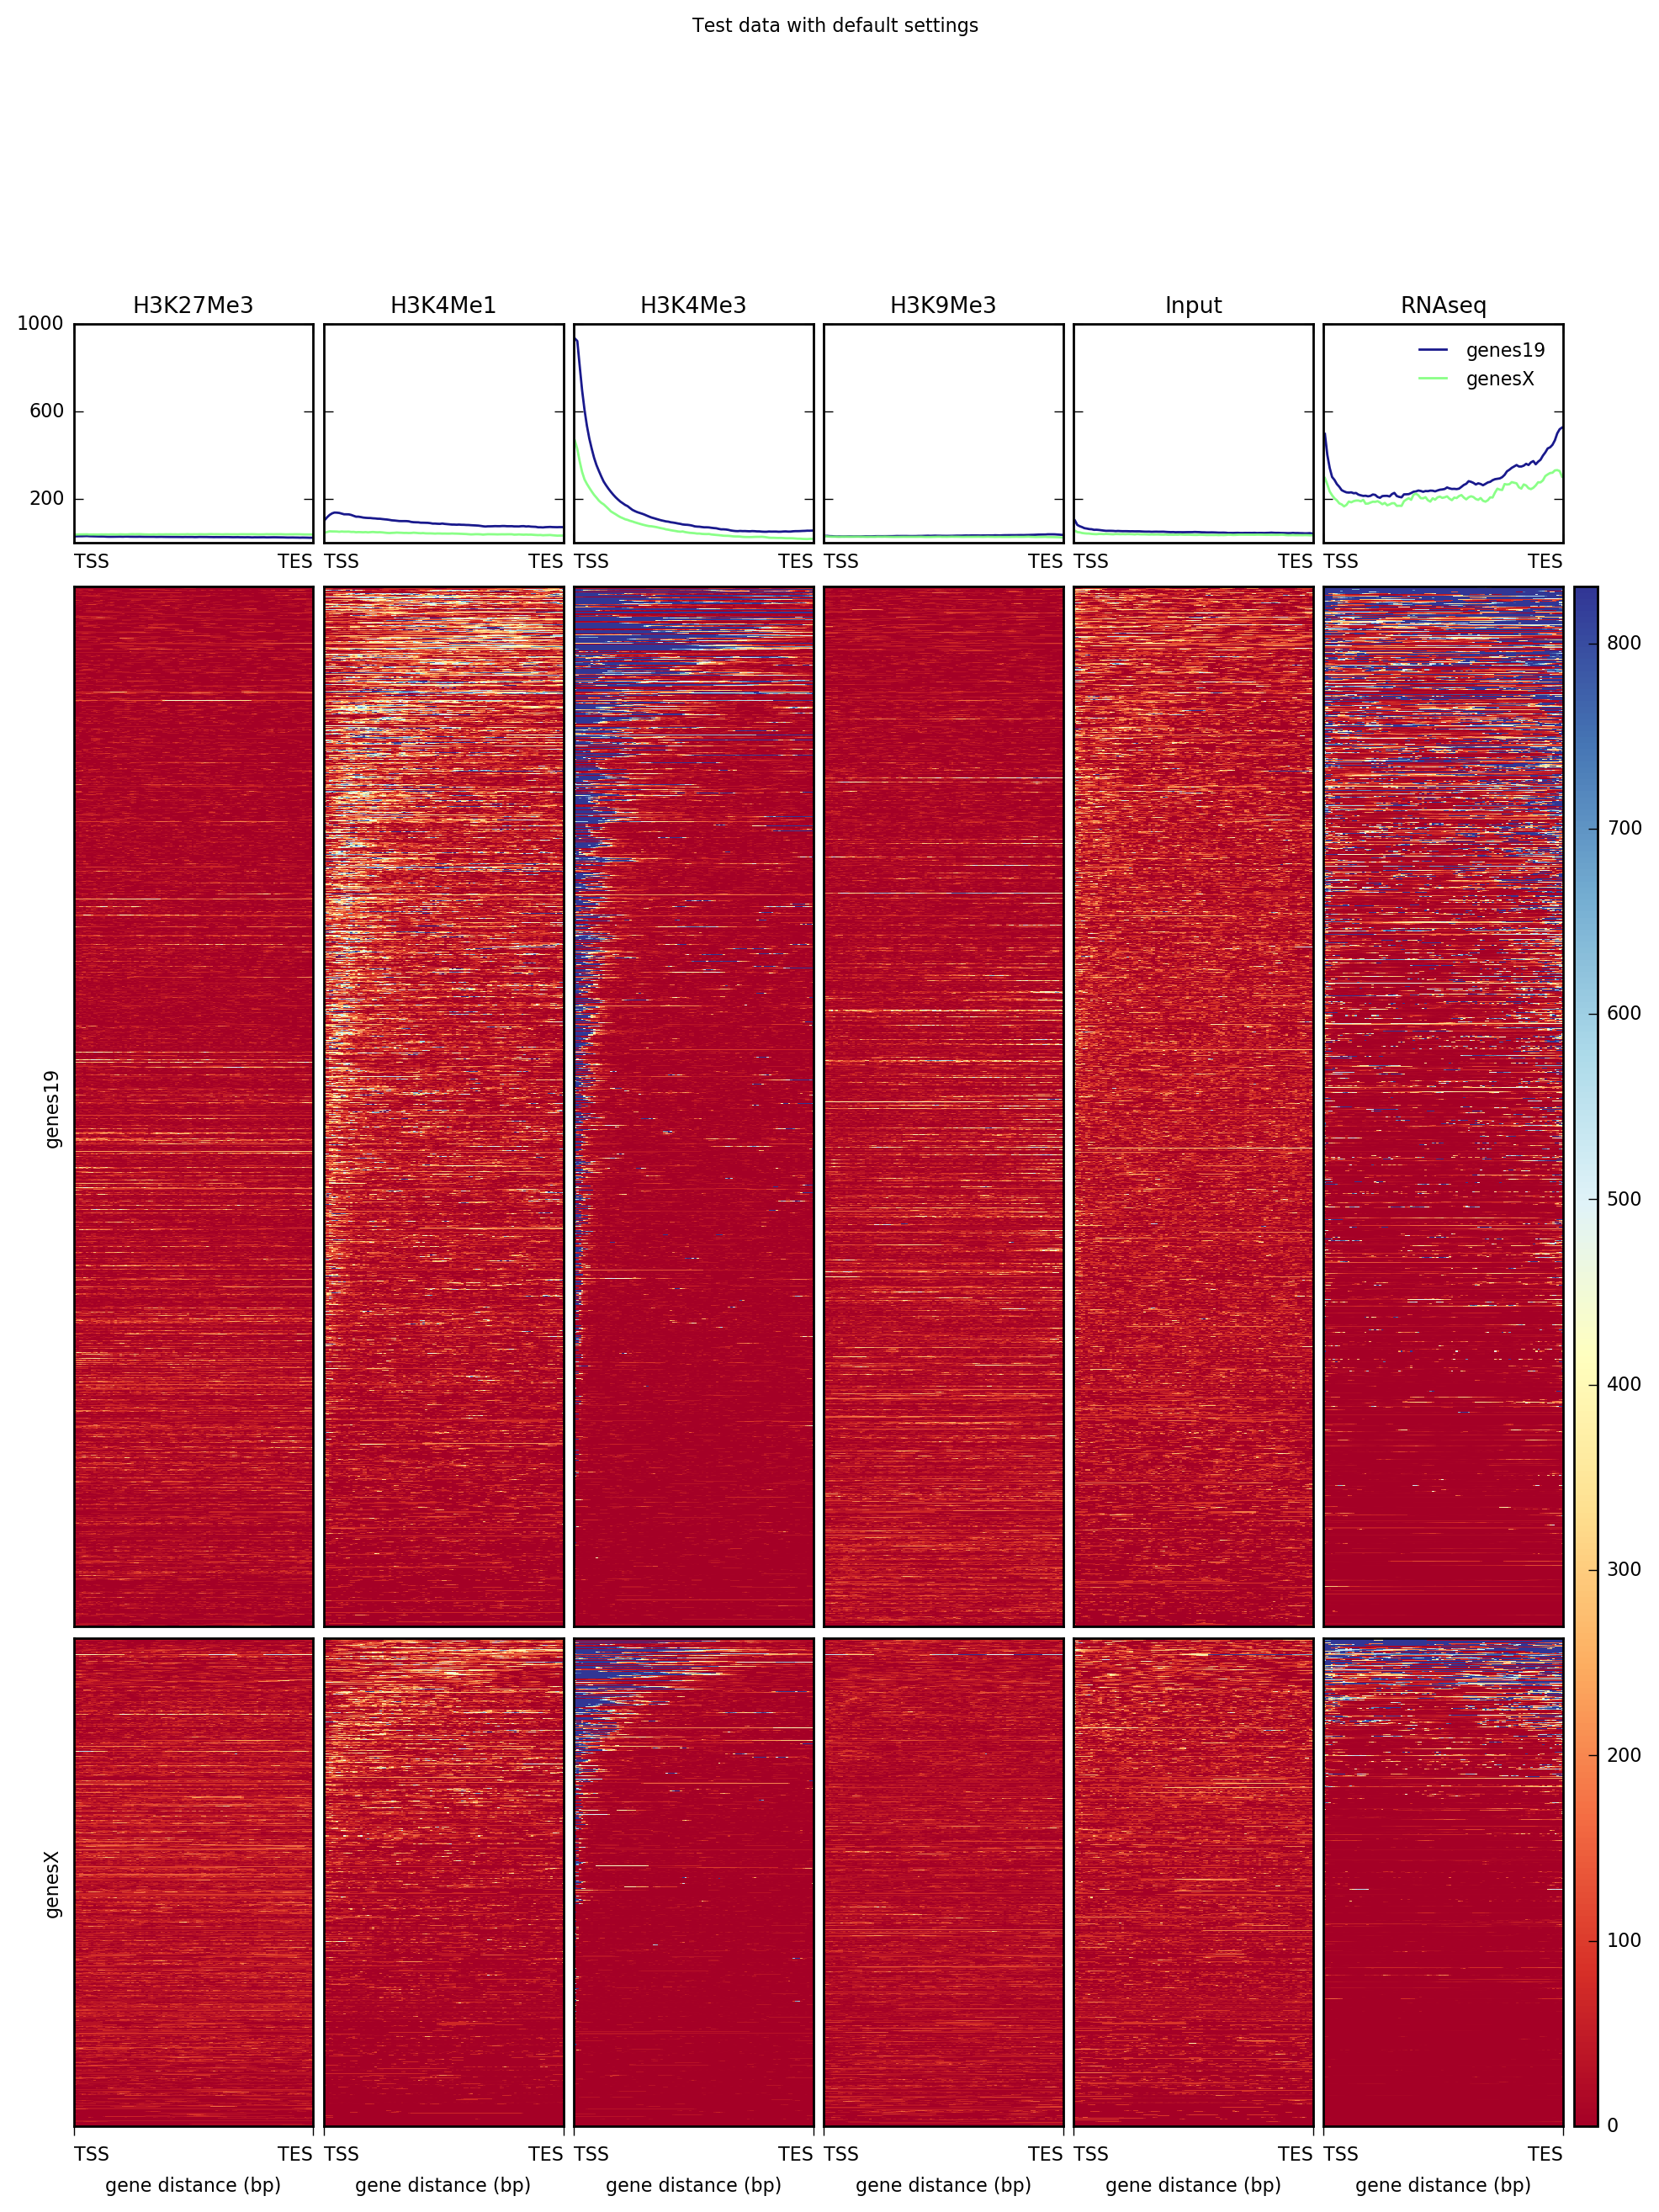 Test data with default settings
H3K27Me3 H3K4Me1 H3K4Me3 H3K9Me3 Input RNAseq
1000
600
200
genes19
genesX
TSS TES TSS TES TSS TES TSS TES TSS TES TSS TES
genes19
genesX
800
700
600
500
400
300
200
100
0
TSS TES TSS TES TSS TES TSS TES TSS TES TSS TES
gene distance (bp) gene distance (bp) gene distance (bp) gene distance (bp) gene distance (bp) gene distance (bp)